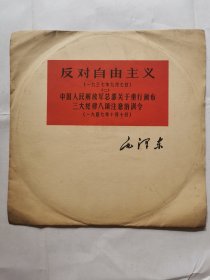 反对自由主义
(一九三七年九月七日)
(二)
中国人民解放军总部关于重行颁布
三大纪律八项注意的训令
(一九四七年十月十日)
毛泽东